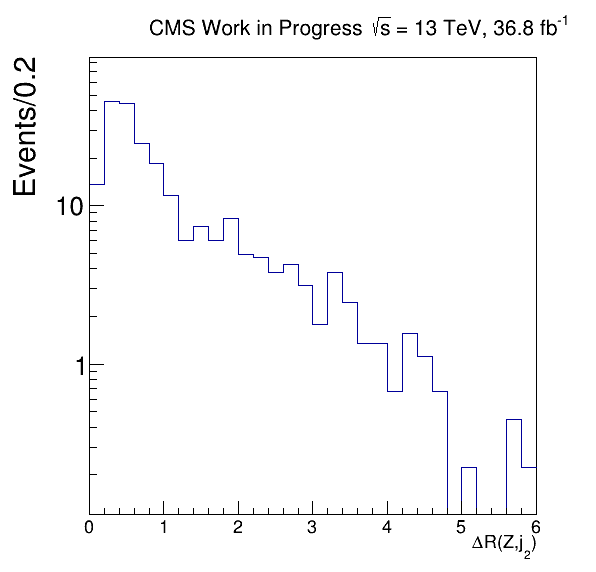 CMS Work in Progress √s = 13 TeV, 36.8 fb⁻¹
Events/0.2
10
1
0 1 2 3 4 5 6
ΔR(Z,j₂)